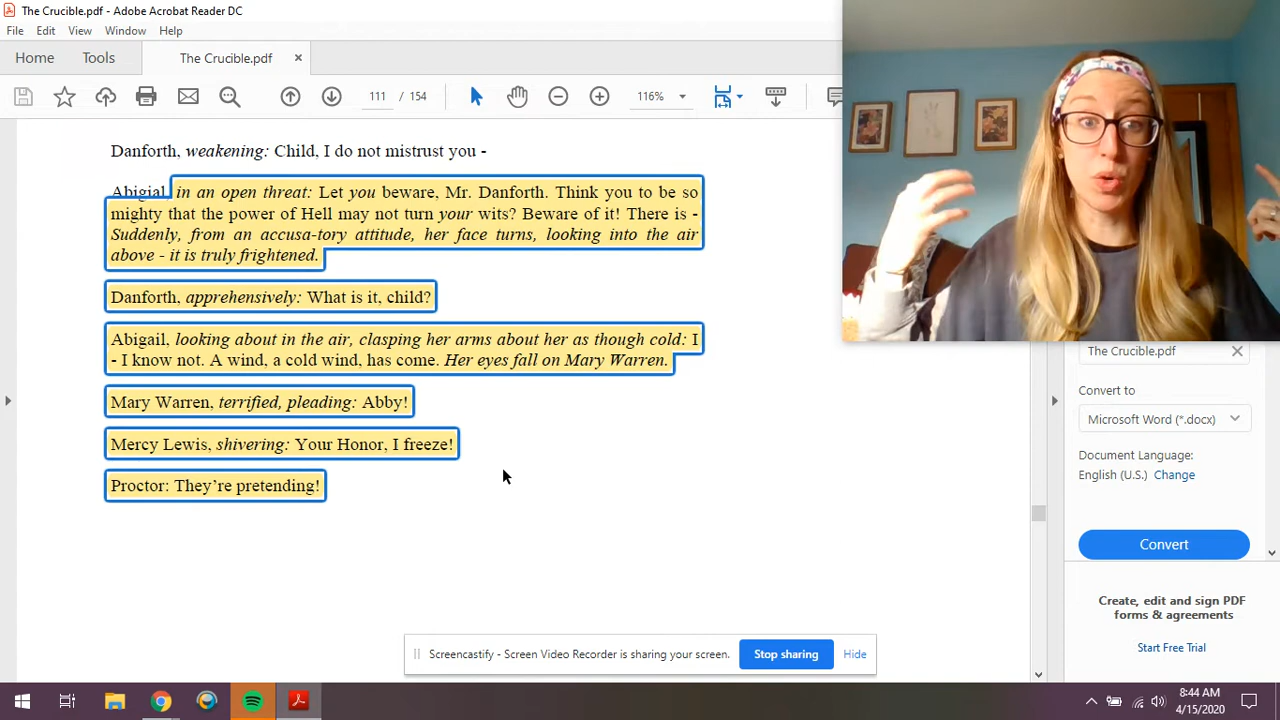 The Crucible.pdf - Adobe Acrobat Reader DC
File Edit View Window Help
Home Tools The Crucible.pdf ×
111 / 154 116%
Danforth, weakening: Child, I do not mistrust you -
Abigial, in an open threat: Let you beware, Mr. Danforth. Think you to be so
mighty that the power of Hell may not turn your wits? Beware of it! There is -
Suddenly, from an accusa-tory attitude, her face turns, looking into the air
above - it is truly frightened.
Danforth, apprehensively: What is it, child?
Abigail, looking about in the air, clasping her arms about her as though cold: I
- I know not. A wind, a cold wind, has come. Her eyes fall on Mary Warren.
Mary Warren, terrified, pleading: Abby!
Mercy Lewis, shivering: Your Honor, I freeze!
Proctor: They’re pretending!
The Crucible.pdf
Convert to
Microsoft Word (*.docx)
Document Language:
English (U.S.) Change
Convert
Create, edit and sign PDF
forms & agreements
Start Free Trial
Screencastify - Screen Video Recorder is sharing your screen. Stop sharing Hide
8:44 AM
4/15/2020